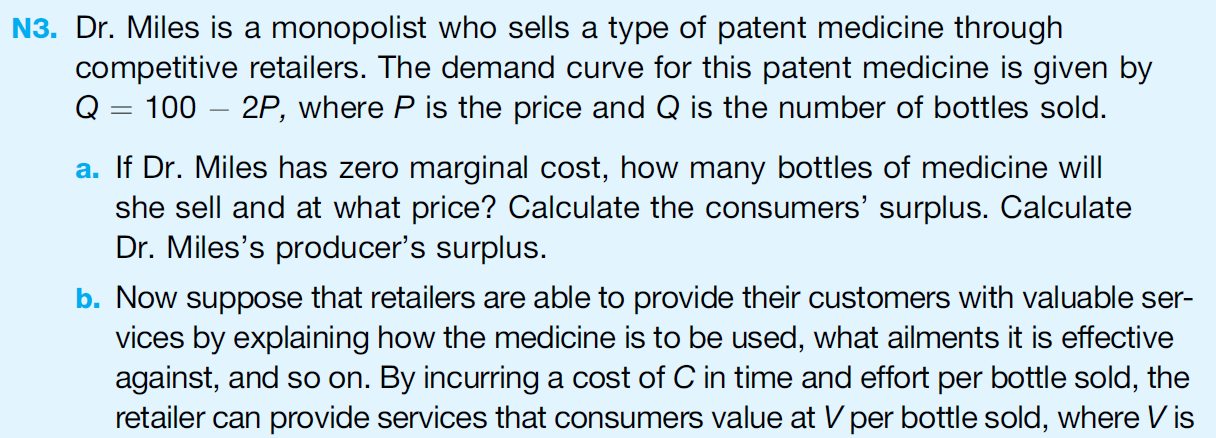 N3. Dr. Miles is a monopolist who sells a type of patent medicine through
competitive retailers. The demand curve for this patent medicine is given by
Q = 100 − 2P, where P is the price and Q is the number of bottles sold.
a. If Dr. Miles has zero marginal cost, how many bottles of medicine will
she sell and at what price? Calculate the consumers’ surplus. Calculate
Dr. Miles’s producer’s surplus.
b. Now suppose that retailers are able to provide their customers with valuable ser-
vices by explaining how the medicine is to be used, what ailments it is effective
against, and so on. By incurring a cost of C in time and effort per bottle sold, the
retailer can provide services that consumers value at V per bottle sold, where V is